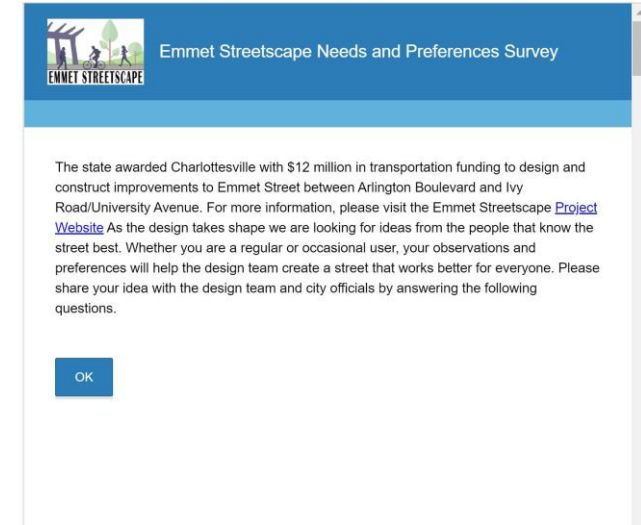 EMMET STREETSCAPE
Emmet Streetscape Needs and Preferences Survey
The state awarded Charlottesville with $12 million in transportation funding to design and
construct improvements to Emmet Street between Arlington Boulevard and Ivy
Road/University Avenue. For more information, please visit the Emmet Streetscape Project
Website As the design takes shape we are looking for ideas from the people that know the
street best. Whether you are a regular or occasional user, your observations and
preferences will help the design team create a street that works better for everyone. Please
share your idea with the design team and city officials by answering the following
questions.
OK